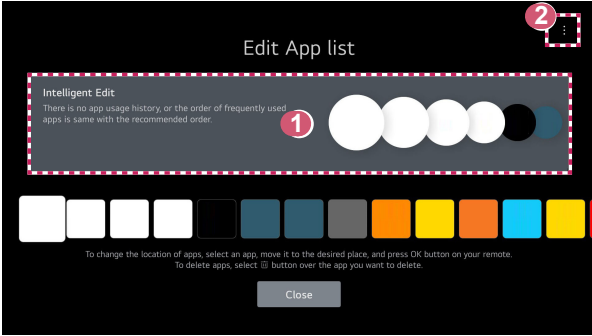 2
Edit App list
Intelligent Edit
There is no app usage history, or the order of frequently used
apps is same with the recommended order.
1
To change the location of apps, select an app, move it to the desired place, and press OK button on your remote.
To delete apps, select button over the app you want to delete.
Close